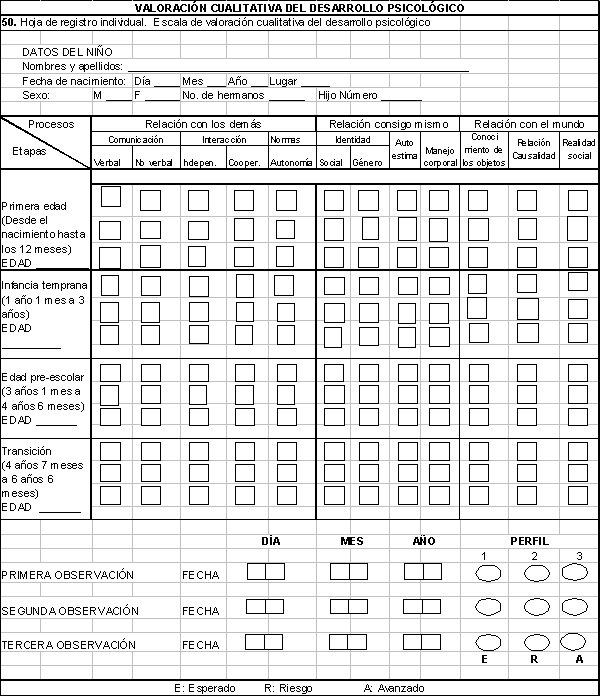 VALORACIÓN CUALITATIVA DEL DESARROLLO PSICOLÓGICO
50. Hoja de registro individual. Escala de valoración cualitativa del desarrollo psicológico
DATOS DEL NIÑO
Nombres y apellidos: ____________________
Fecha de nacimiento: Día ____ Mes ____ Año ____ Lugar ____________
Sexo: M ____ F ____ No. de hermanos ______ Hijo Número ______
Procesos Relación con los demás Relación consigo mismo Relación con el mundo
Etapas
Comunicación Interacción Normas Identidad Auto estima Manejo corporal Conoci miento de los objetos Relación Causalidad Realidad social
Verbal No verbal Indepen. Cooper. Autonomía Social Género
Primera edad
(Desde el
nacimiento hasta
los 12 meses)
EDAD ________
Infancia temprana
(1 año 1 mes a 3
años)
EDAD
________
Edad pre-escolar
(3 años 1 mes a
4 años 6 meses)
EDAD ________
Transición
(4 años 7 meses
a 6 años 6
meses)
EDAD ________
DÍA MES AÑO PERFIL
1 2 3
PRIMERA OBSERVACIÓN FECHA
SEGUNDA OBSERVACIÓN FECHA
TERCERA OBSERVACIÓN FECHA
E R A
E: Esperado R: Riesgo A: Avanzado